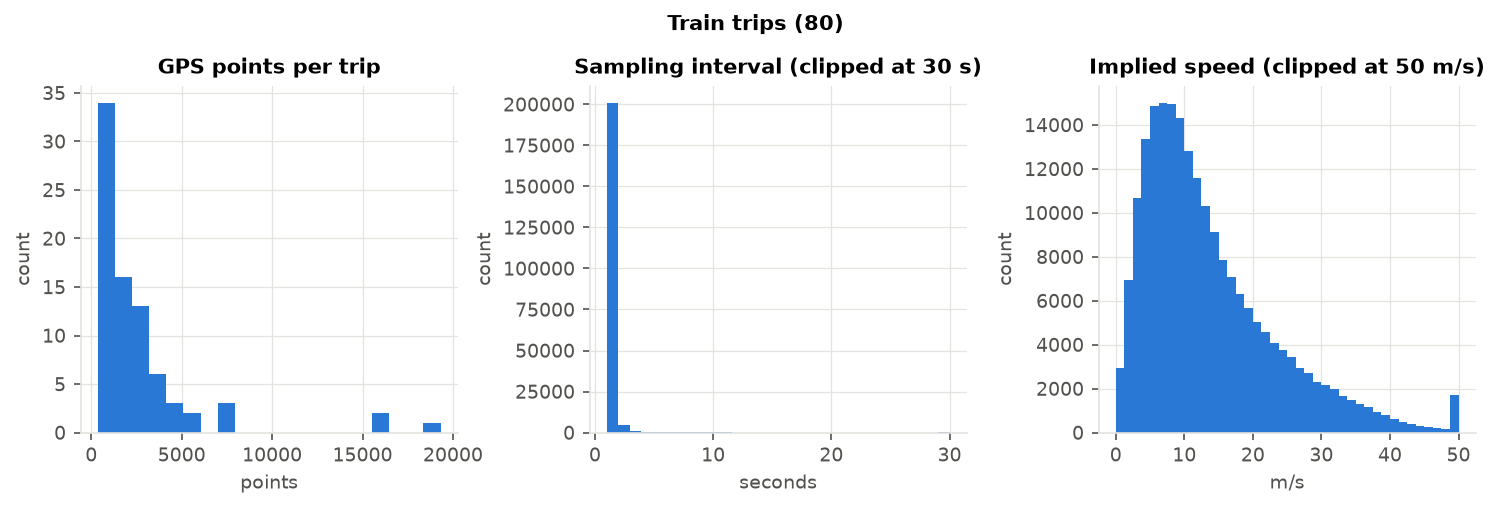 Train trips (80)
GPS points per trip
Sampling interval (clipped at 30 s)
Implied speed (clipped at 50 m/s)
35
30
25
20
15
10
5
0
count
0 5000 10000 15000 20000
points
200000
175000
150000
125000
100000
75000
50000
25000
0
count
0 10 20 30
seconds
14000
12000
10000
8000
6000
4000
2000
0
count
0 10 20 30 40 50
m/s